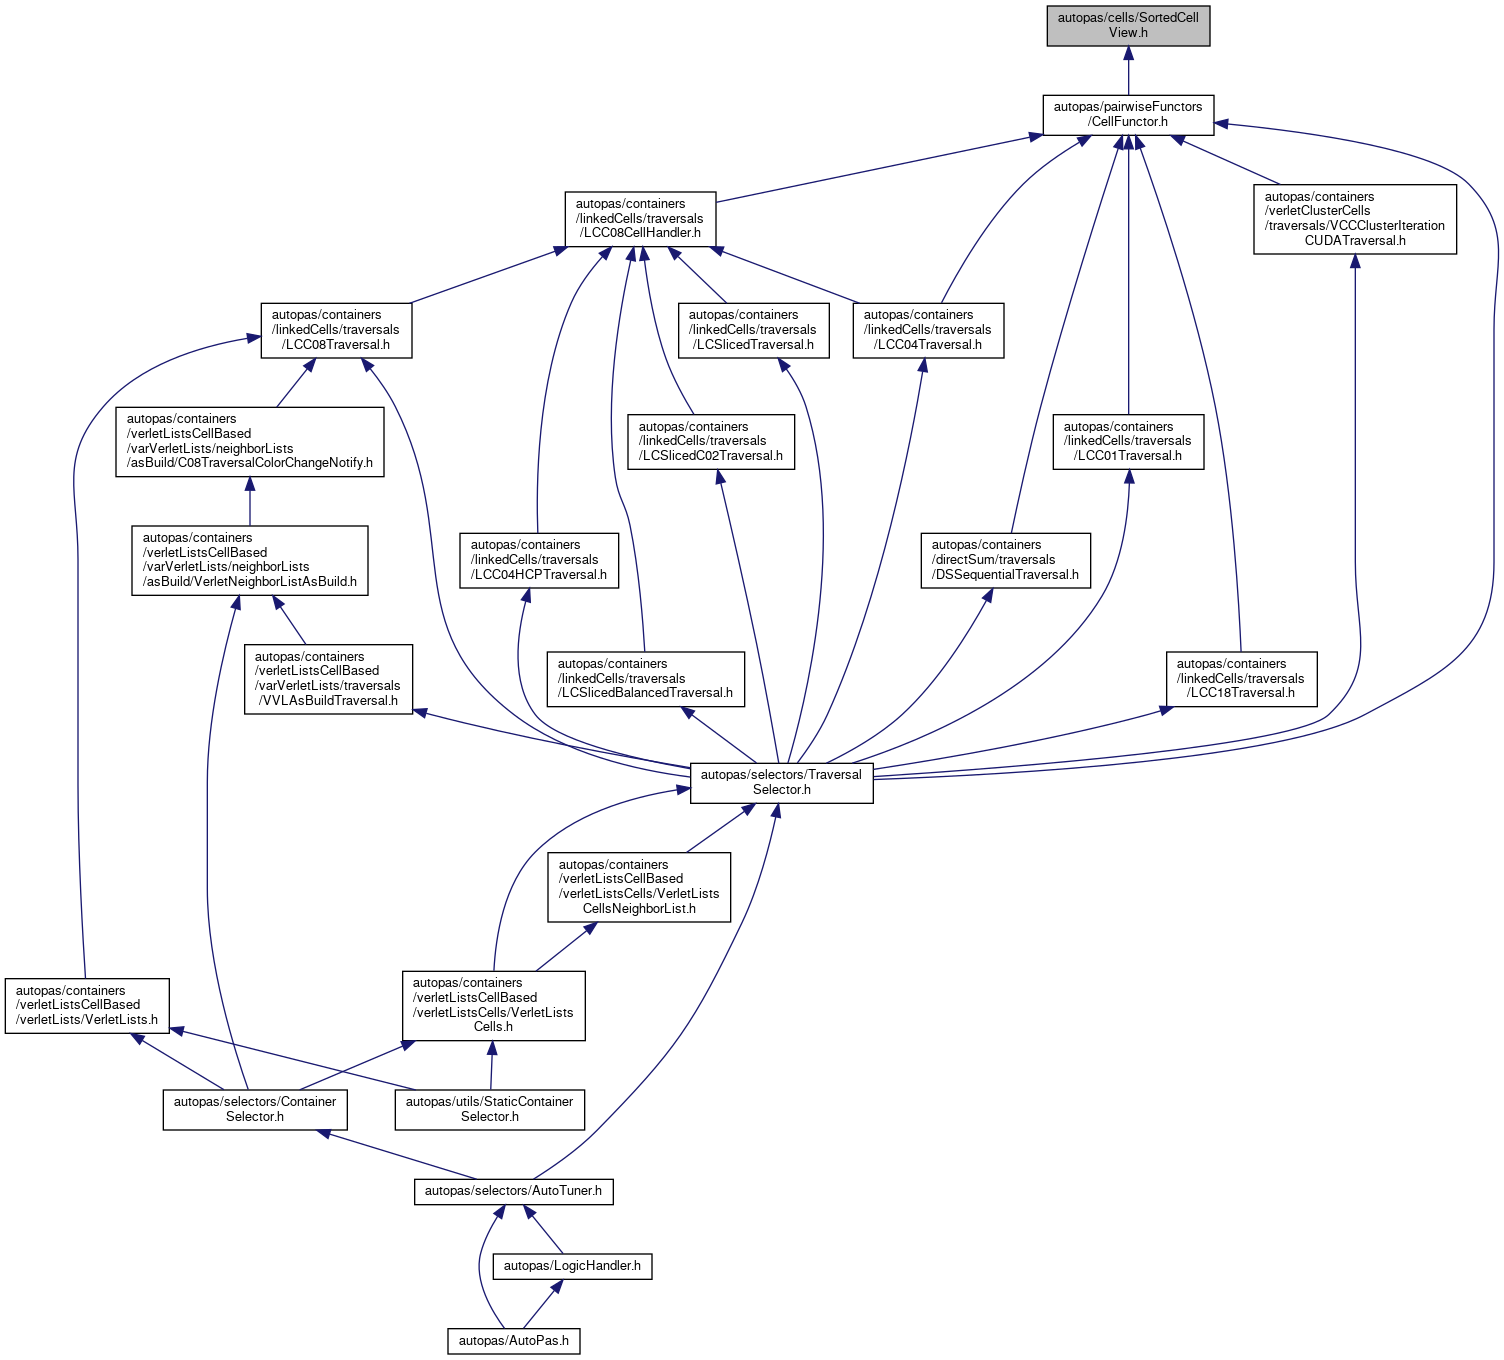 autopas/cells/SortedCell
View.h
autopas/pairwiseFunctors
/CellFunctor.h
autopas/containers
/linkedCells/traversals
/LCC08CellHandler.h
autopas/containers
/verletClusterCells
/traversals/VCCClusterIteration
CUDATraversal.h
autopas/containers
/linkedCells/traversals
/LCC08Traversal.h
autopas/containers
/linkedCells/traversals
/LCSlicedTraversal.h
autopas/containers
/linkedCells/traversals
/LCC04Traversal.h
autopas/containers
/verletListsCellBased
/varVerletLists/neighborLists
/asBuild/C08TraversalColorChangeNotify.h
autopas/containers
/linkedCells/traversals
/LCSlicedC02Traversal.h
autopas/containers
/linkedCells/traversals
/LCC01Traversal.h
autopas/containers
/verletListsCellBased
/varVerletLists/neighborLists
/asBuild/VerletNeighborListAsBuild.h
autopas/containers
/linkedCells/traversals
/LCC04HCPTraversal.h
autopas/containers
/directSum/traversals
/DSSequentialTraversal.h
autopas/containers
/verletListsCellBased
/varVerletLists/traversals
/VVLAsBuildTraversal.h
autopas/containers
/linkedCells/traversals
/LCSlicedBalancedTraversal.h
autopas/containers
/linkedCells/traversals
/LCC18Traversal.h
autopas/selectors/Traversal
Selector.h
autopas/containers
/verletListsCellBased
/verletListsCells/VerletLists
CellsNeighborList.h
autopas/containers
/verletListsCellBased
/verletLists/VerletLists.h
autopas/containers
/verletListsCellBased
/verletListsCells/VerletLists
Cells.h
autopas/selectors/Container
Selector.h
autopas/utils/StaticContainer
Selector.h
autopas/selectors/AutoTuner.h
autopas/LogicHandler.h
autopas/AutoPas.h